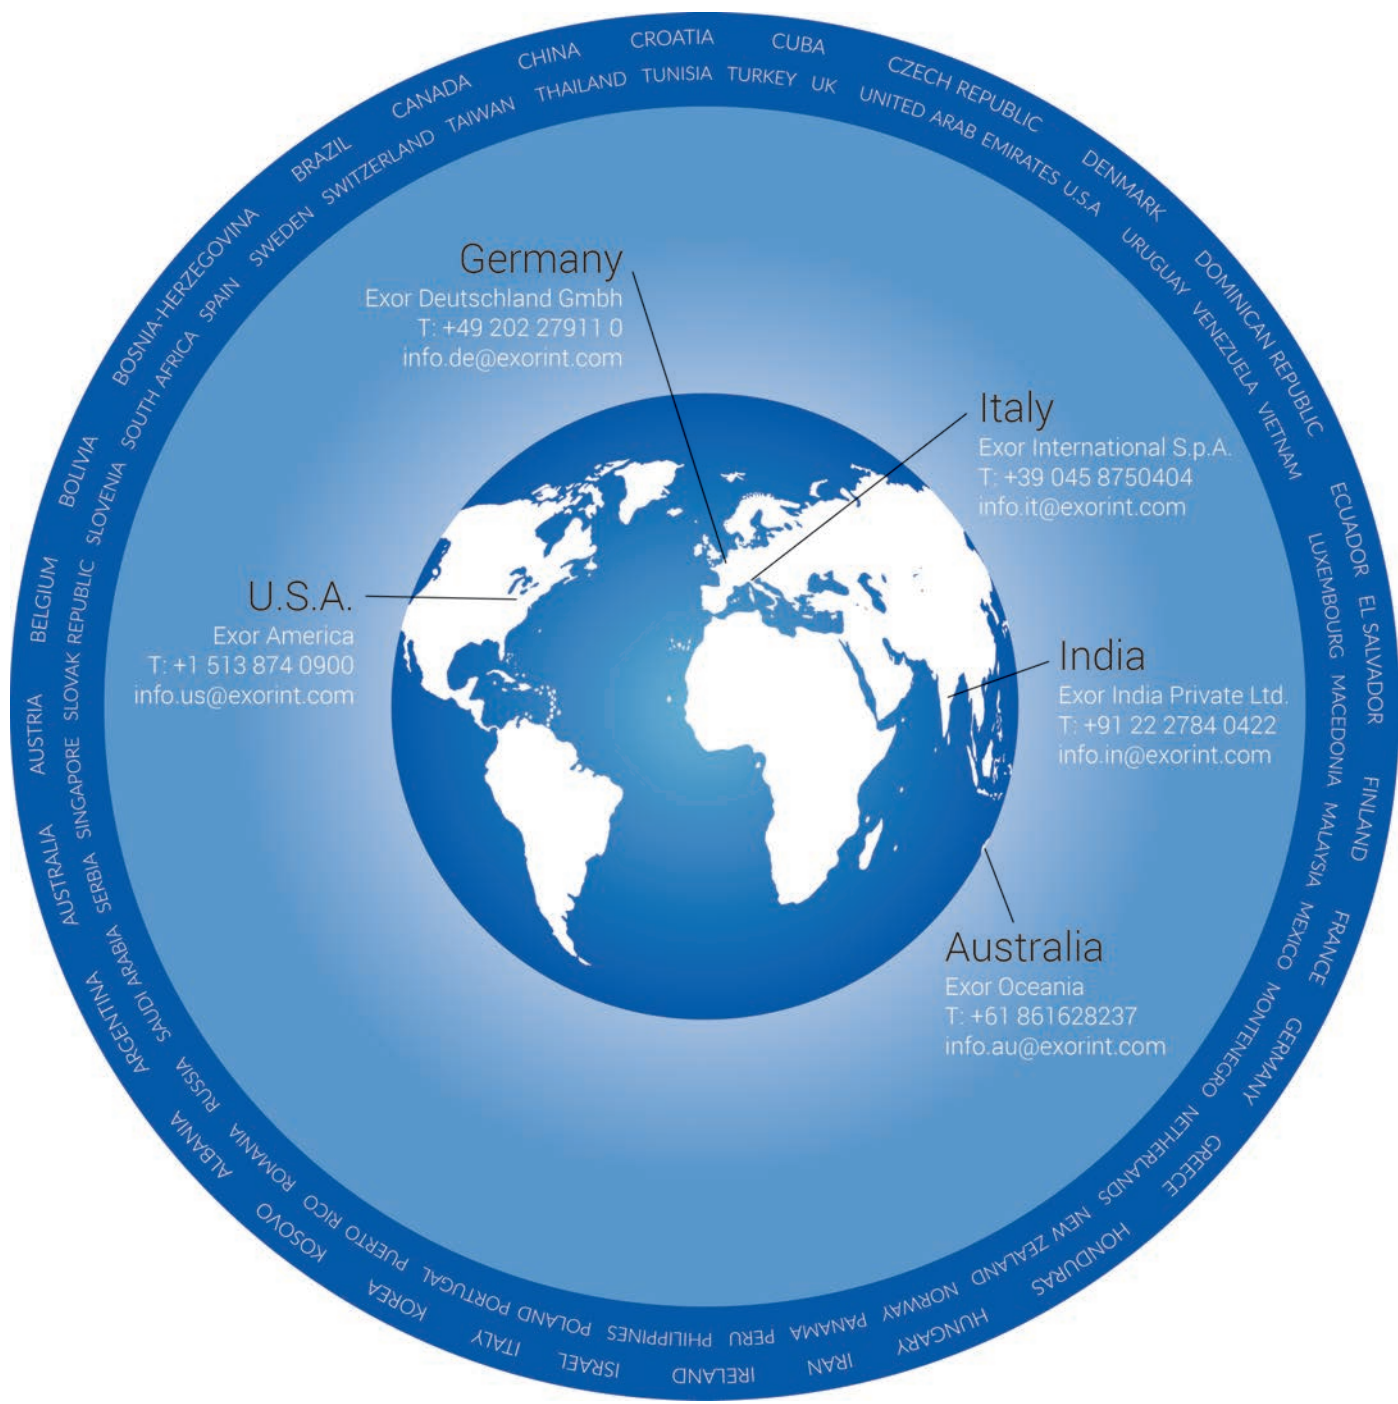 ALBANIA
ARGENTINA
AUSTRALIA
AUSTRIA
BELGIUM
BOLIVIA
BOSNIA-HERZEGOVINA
BRAZIL
CANADA
CHINA
CROATIA
CUBA
CZECH REPUBLIC
DENMARK
DOMINICAN REPUBLIC
ECUADOR
EL SALVADOR
FINLAND
FRANCE
GERMANY
GREECE
HONDURAS
HUNGARY
IRAN
IRELAND
ISRAEL
ITALY
KOREA
KOSOVO
LUXEMBOURG
MACEDONIA
MALAYSIA
MEXICO
MONTENEGRO
NETHERLANDS
NEW ZEALAND
NORWAY
PANAMA
PERU
PHILIPPINES
POLAND
PORTUGAL
PUERTO RICO
ROMANIA
RUSSIA
SAUDI ARABIA
SERBIA
SINGAPORE
SLOVAK REPUBLIC
SLOVENIA
SOUTH AFRICA
SPAIN
SWEDEN
SWITZERLAND
TAIWAN
THAILAND
TUNISIA
TURKEY
UK
UNITED ARAB EMIRATES
U.S.A
URUGUAY
VENEZUELA
VIETNAM
Germany
Exor Deutschland Gmbh
T: +49 202 27911 0
info.de@exorint.com
Italy
Exor International S.p.A.
T: +39 045 8750404
info.it@exorint.com
U.S.A.
Exor America
T: +1 513 874 0900
info.us@exorint.com
India
Exor India Private Ltd.
T: +91 22 2784 0422
info.in@exorint.com
Australia
Exor Oceania
T: +61 861628237
info.au@exorint.com